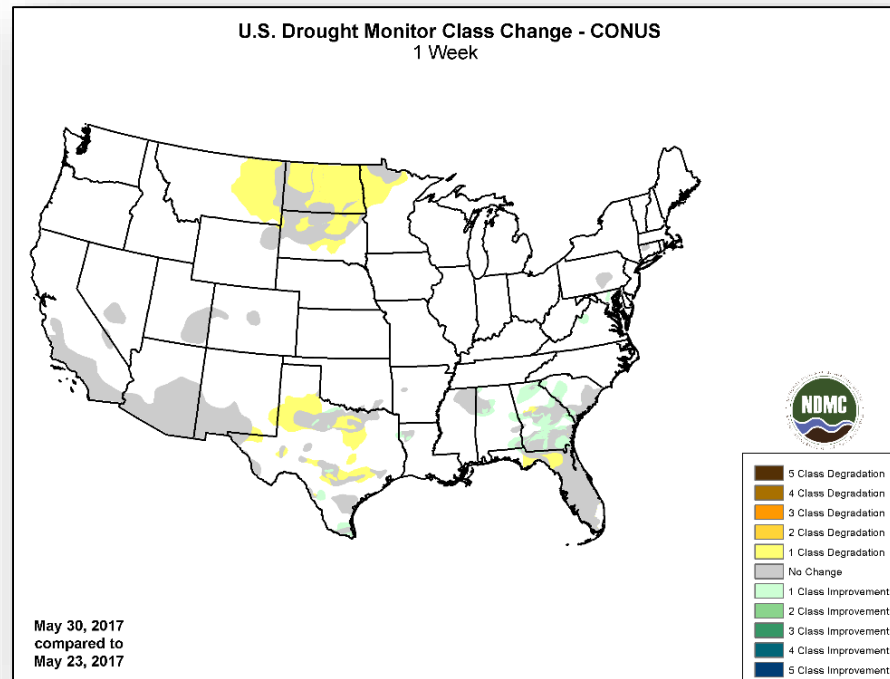 U.S. Drought Monitor Class Change - CONUS
1 Week
NDMC
5 Class Degradation
4 Class Degradation
3 Class Degradation
2 Class Degradation
1 Class Degradation
No Change
1 Class Improvement
2 Class Improvement
3 Class Improvement
4 Class Improvement
5 Class Improvement
May 30, 2017
compared to
May 23, 2017